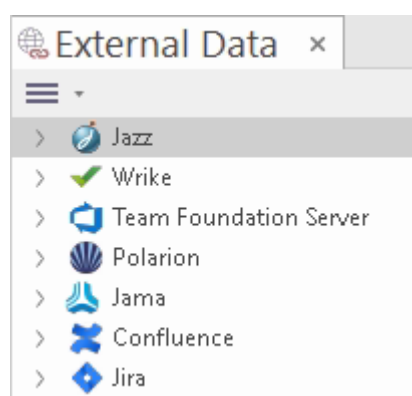 External Data
Jazz
Wrike
Team Foundation Server
Polarion
Jama
Confluence
Jira